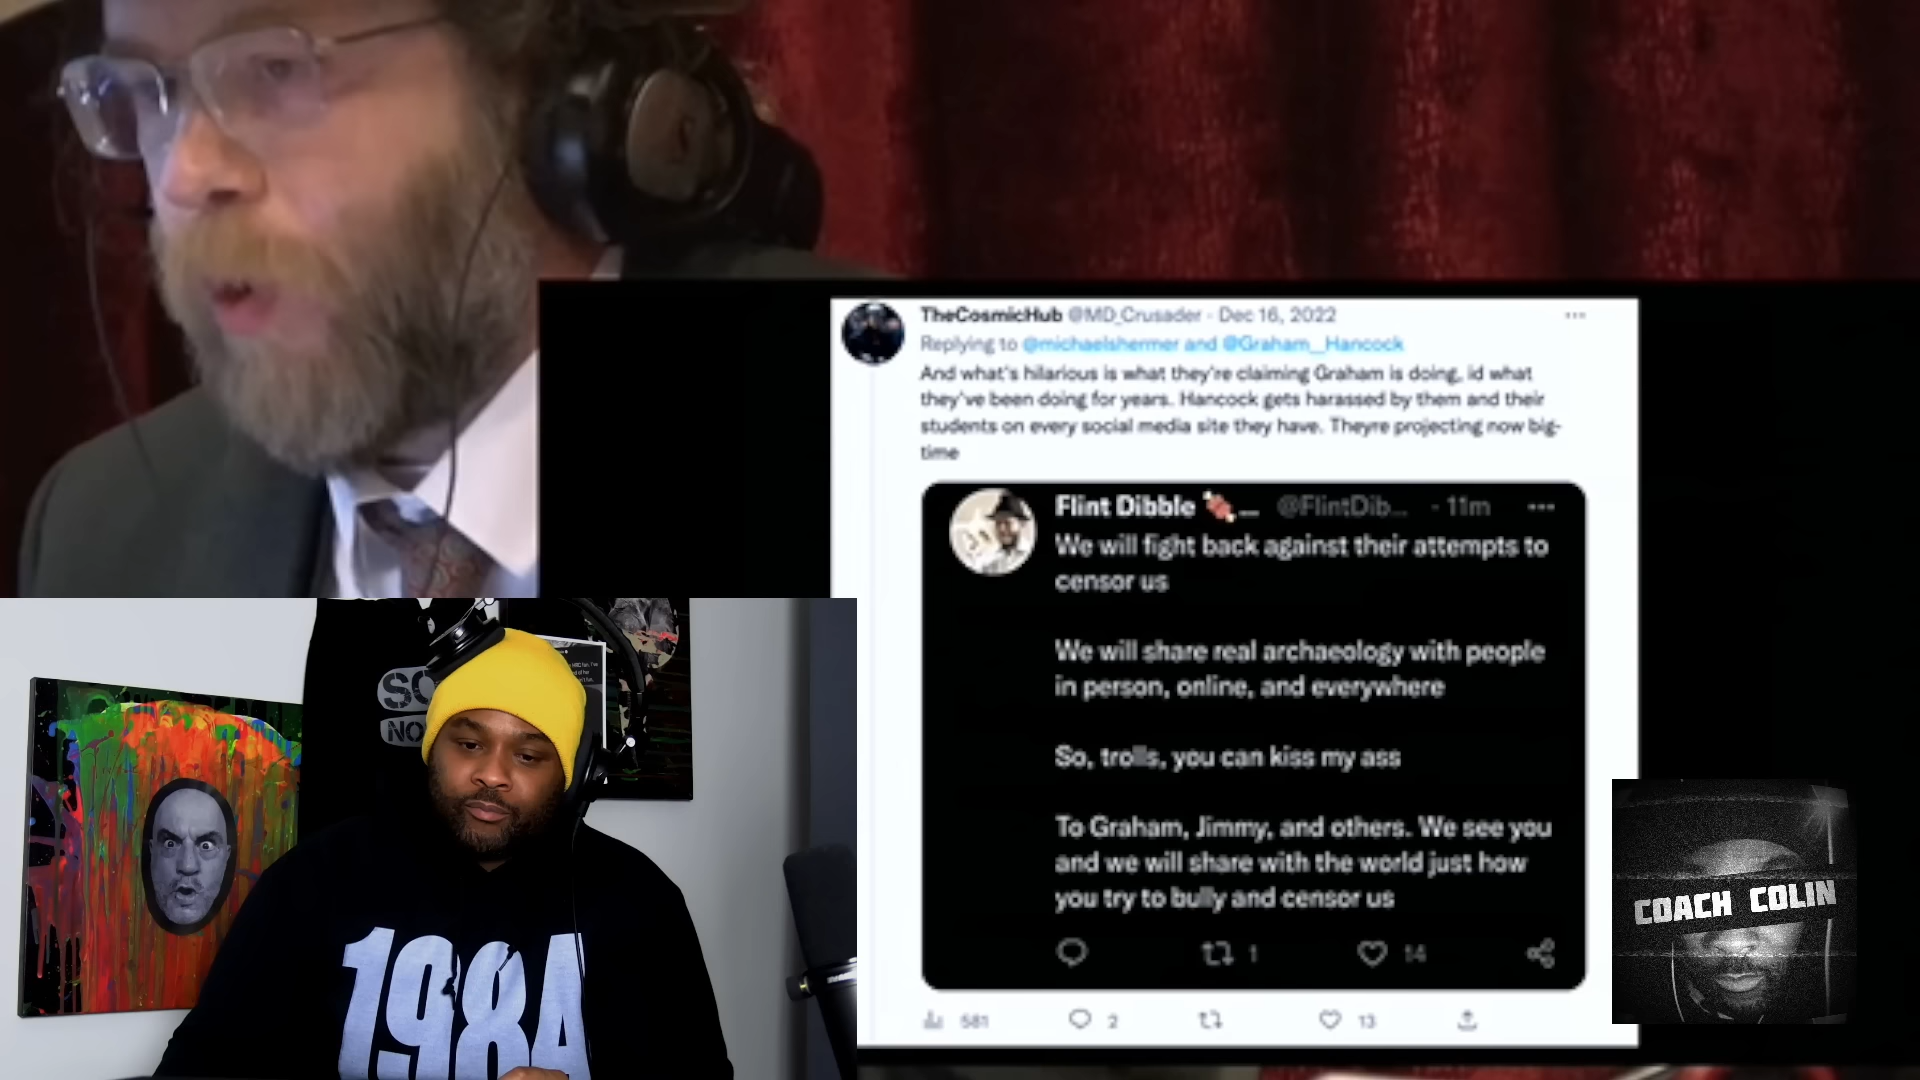 TheCosmicHub @MD_Crusader · Dec 16, 2022
Replying to @michaelshermer and @Graham__Hancock
And what's hilarious is what they're claiming Graham is doing, id what
they've been doing for years. Hancock gets harassed by them and their
students on every social media site they have. Theyre projecting now big-
time
Flint Dibble 🍖... @FlintDib... · 11m
We will fight back against their attempts to
censor us
We will share real archaeology with people
in person, online, and everywhere
So, trolls, you can kiss my ass
To Graham, Jimmy, and others. We see you
and we will share with the world just how
you try to bully and censor us
1 14
581 2 13
SO
NO
1984
COACH COLIN